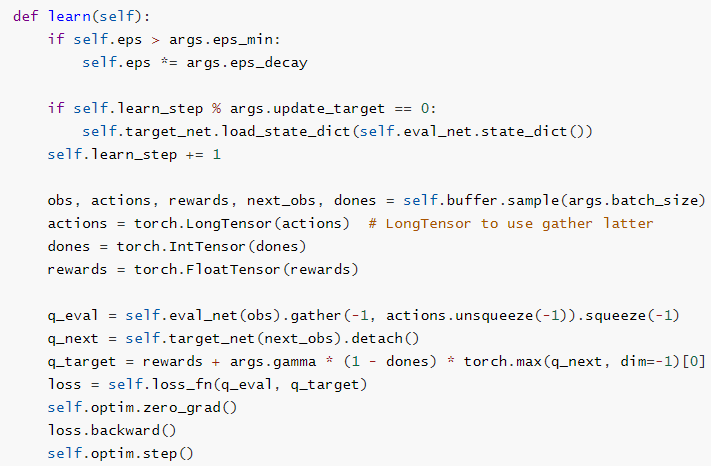 def learn(self):
    if self.eps > args.eps_min:
        self.eps *= args.eps_decay

    if self.learn_step % args.update_target == 0:
        self.target_net.load_state_dict(self.eval_net.state_dict())
    self.learn_step += 1

    obs, actions, rewards, next_obs, dones = self.buffer.sample(args.batch_size)
    actions = torch.LongTensor(actions)  # LongTensor to use gather latter
    dones = torch.IntTensor(dones)
    rewards = torch.FloatTensor(rewards)

    q_eval = self.eval_net(obs).gather(-1, actions.unsqueeze(-1)).squeeze(-1)
    q_next = self.target_net(next_obs).detach()
    q_target = rewards + args.gamma * (1 - dones) * torch.max(q_next, dim=-1)[0]
    loss = self.loss_fn(q_eval, q_target)
    self.optim.zero_grad()
    loss.backward()
    self.optim.step()